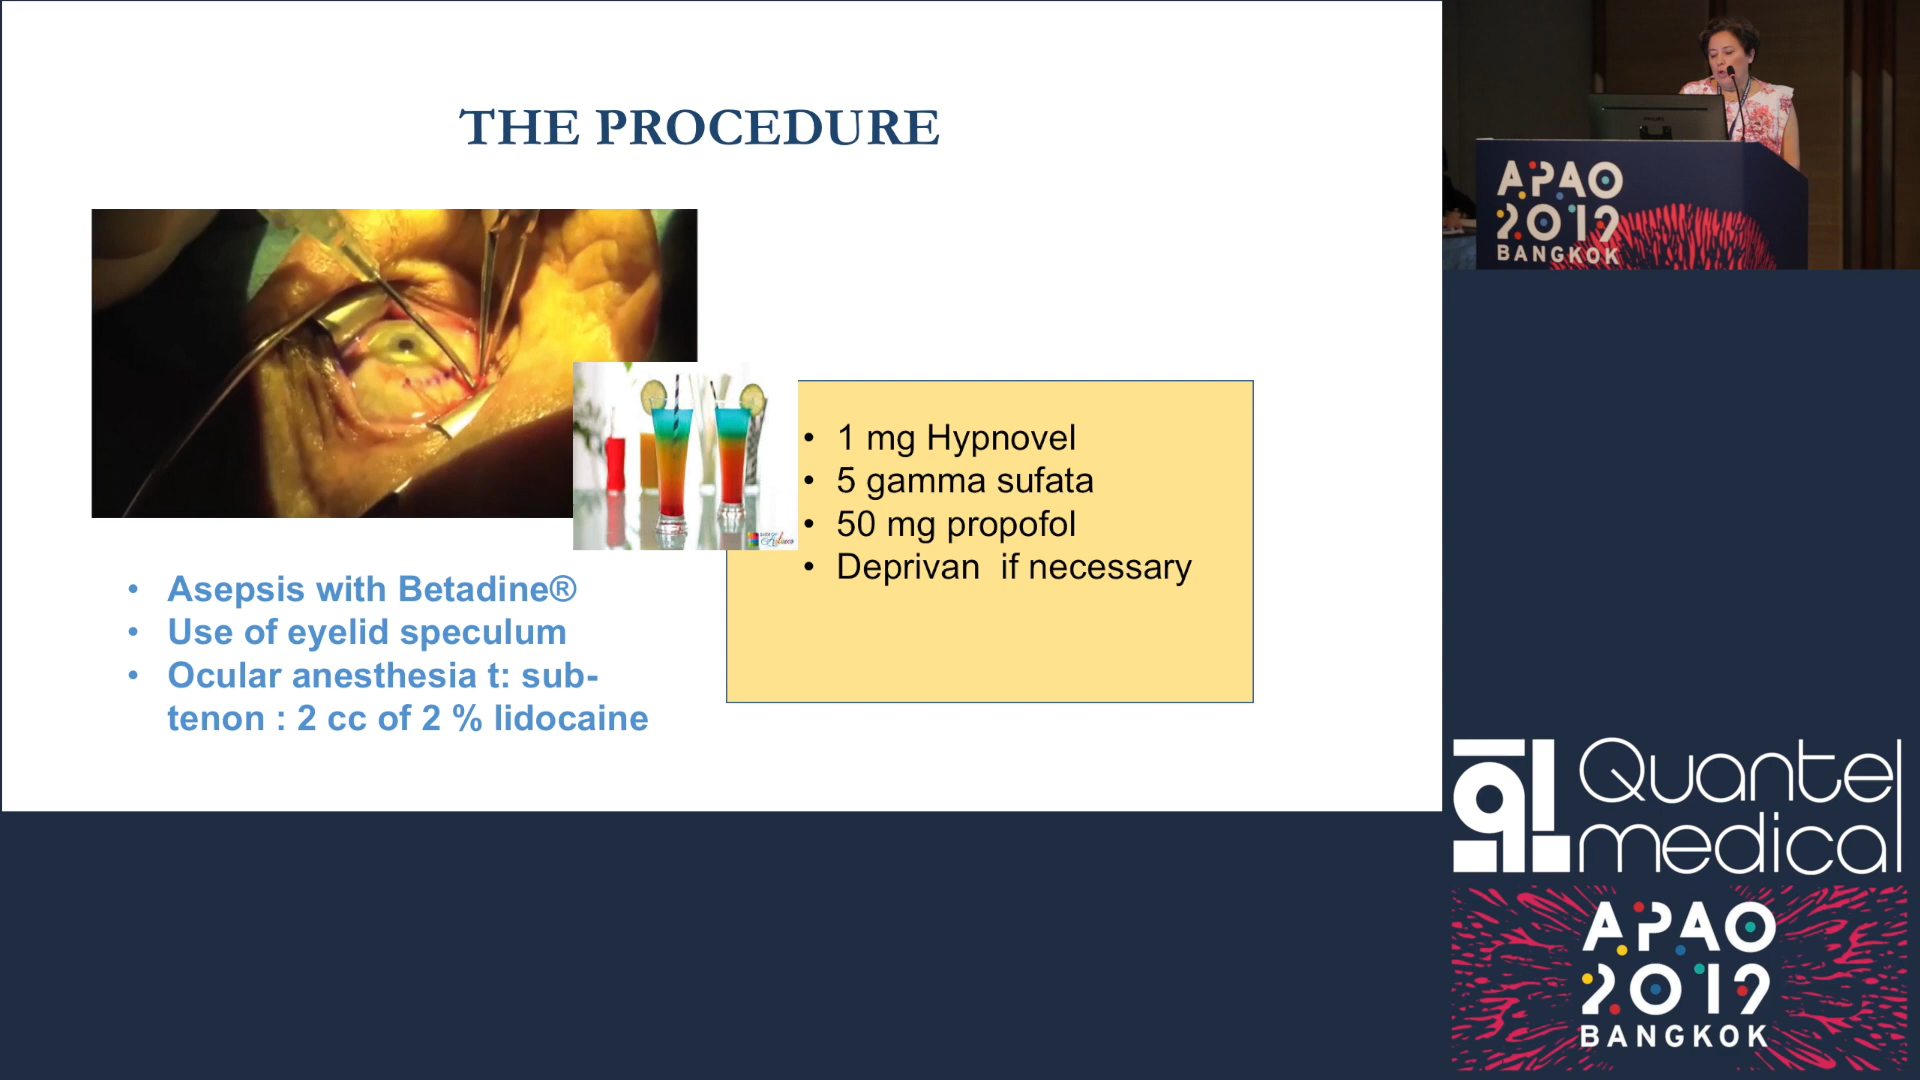 THE PROCEDURE
• 1 mg Hypnovel
• 5 gamma sufata
• 50 mg propofol
• Deprivan if necessary
• Asepsis with Betadine®
• Use of eyelid speculum
• Ocular anesthesia t: sub-
tenon : 2 cc of 2 % lidocaine
APAO
2019
BANGKOK
Quantel
medical
APAO
2019
BANGKOK